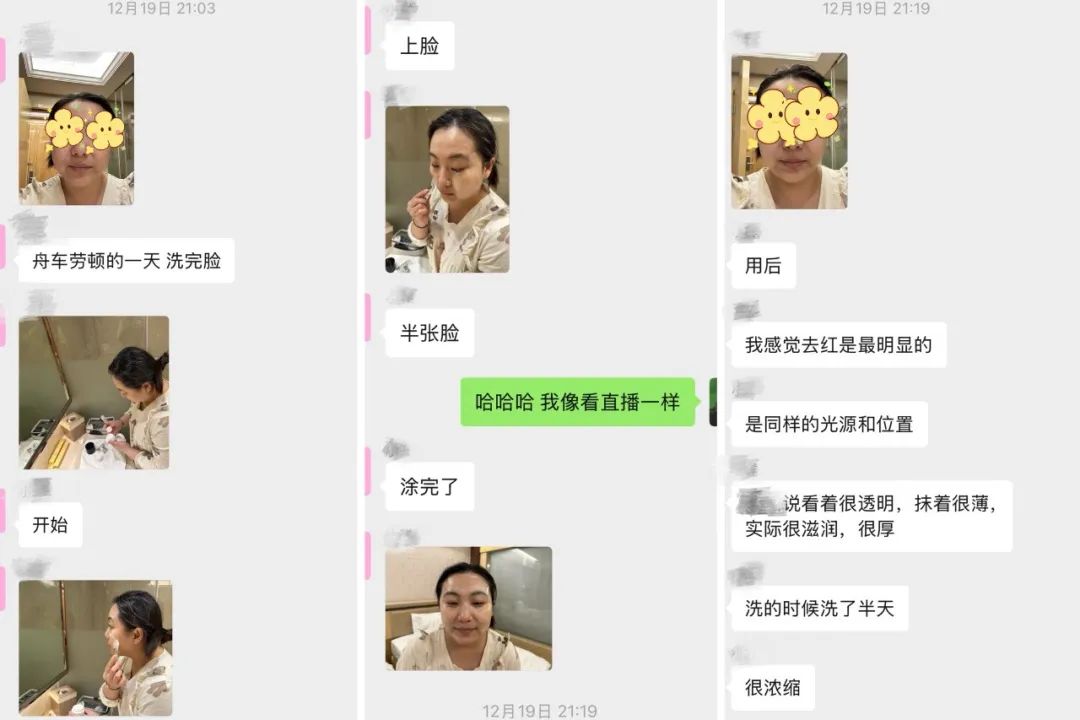 12月19日 21:03
舟车劳顿的一天 洗完脸
开始
上脸
半张脸
哈哈哈 我像看直播一样
涂完了
12月19日 21:19
12月19日 21:19
用后
我感觉去红是最明显的
是同样的光源和位置
说看着很透明，抹着很薄，
实际很滋润，很厚
洗的时候洗了半天
很浓缩